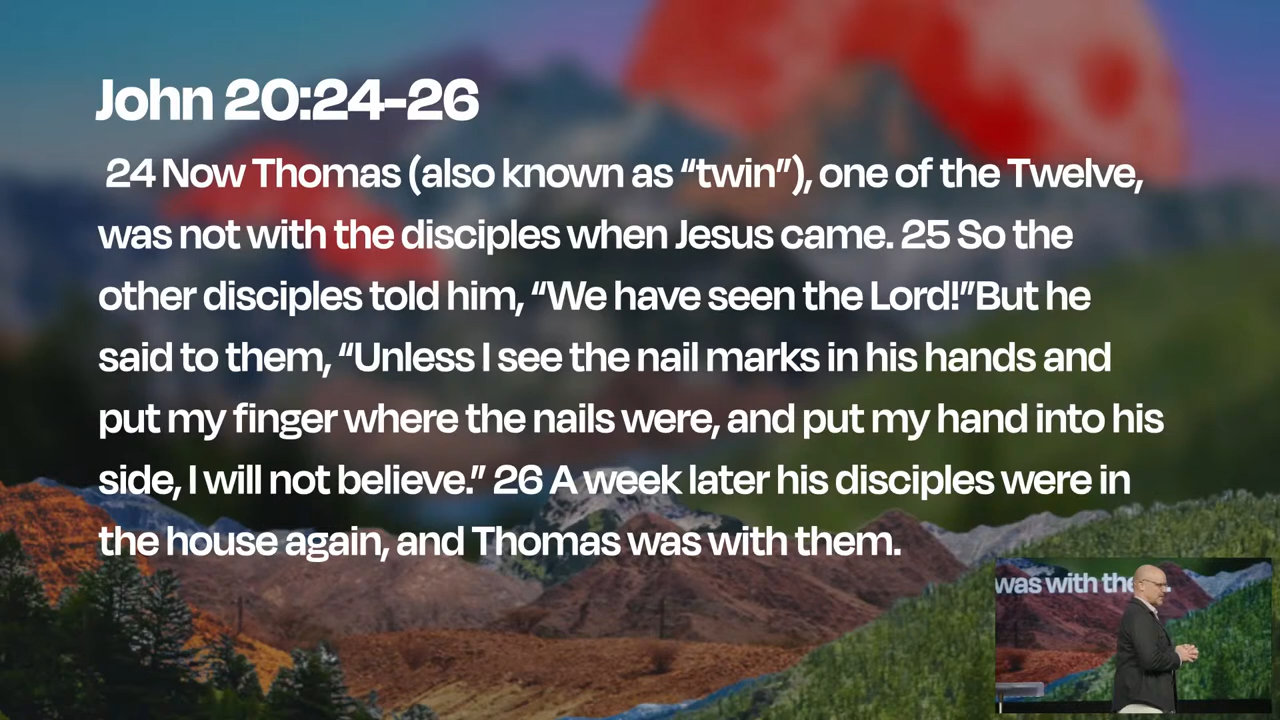 John 20:24-26
24 Now Thomas (also known as “twin”), one of the Twelve,
was not with the disciples when Jesus came. 25 So the
other disciples told him, “We have seen the Lord!”But he
said to them, “Unless I see the nail marks in his hands and
put my finger where the nails were, and put my hand into his
side, I will not believe.” 26 A week later his disciples were in
the house again, and Thomas was with them.
was with the